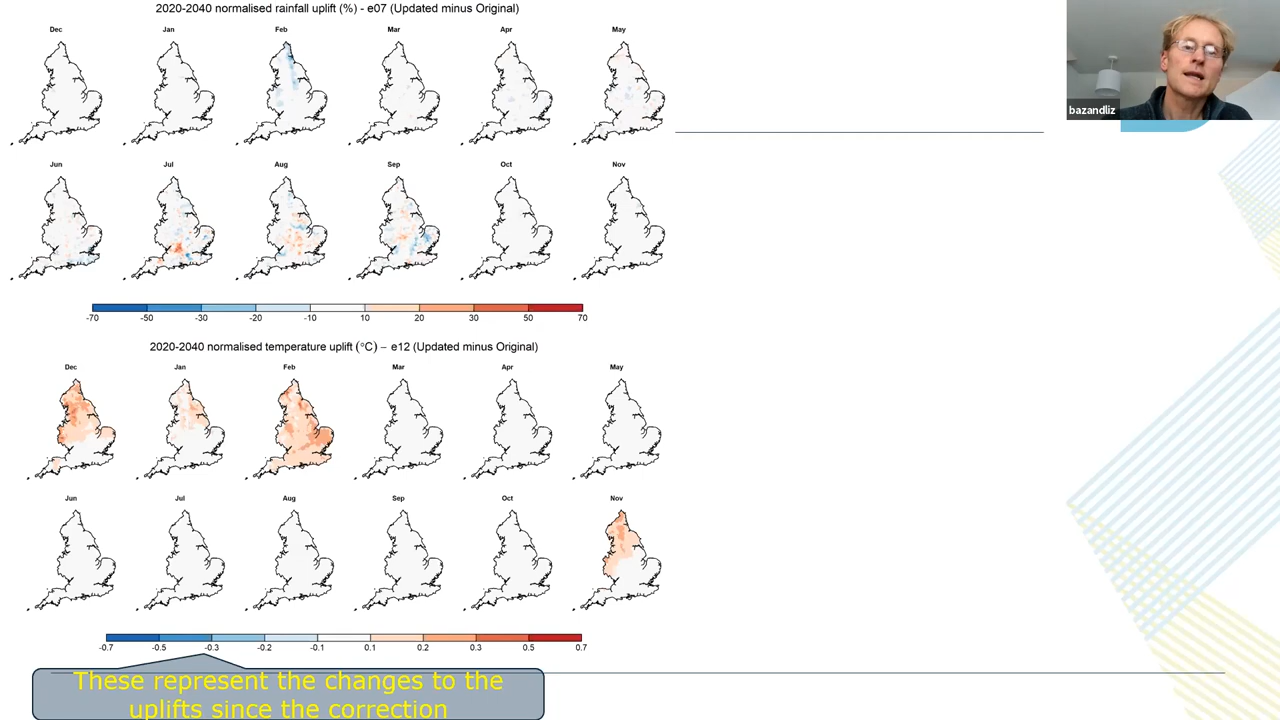 2020-2040 normalised rainfall uplift (%) - e07 (Updated minus Original)
Dec Jan Feb Mar Apr May
bazandliz
Jun Jul Aug Sep Oct Nov
-70 -50 -30 -20 -10 10 20 30 50 70
2020-2040 normalised temperature uplift (°C) – e12 (Updated minus Original)
Dec Jan Feb Mar Apr May
Jun Jul Aug Sep Oct Nov
-0.7 -0.5 -0.3 -0.2 -0.1 0.1 0.2 0.3 0.5 0.7
These represent the changes to the
uplifts since the correction